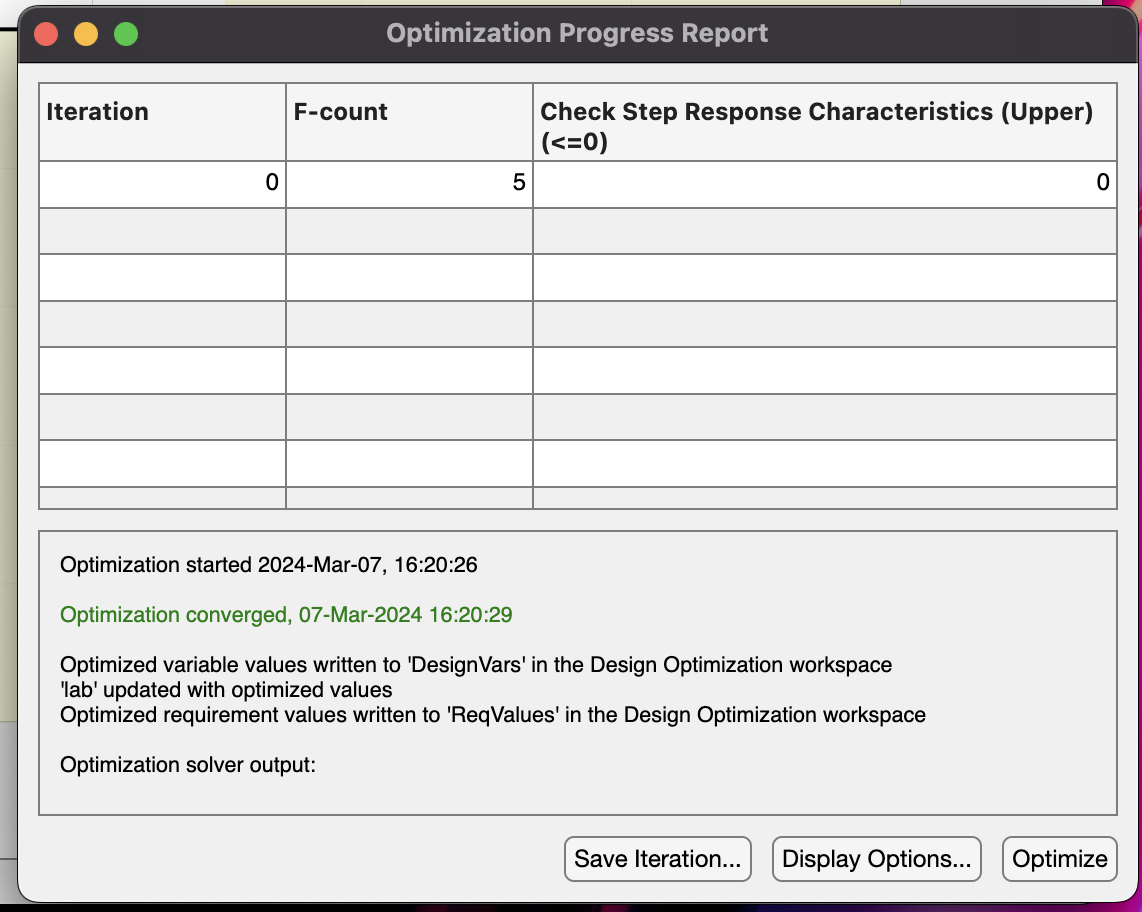 Optimization Progress Report
Iteration F-count Check Step Response Characteristics (Upper)
(<=0)
0 5 0
Optimization started 2024-Mar-07, 16:20:26
Optimization converged, 07-Mar-2024 16:20:29
Optimized variable values written to 'DesignVars' in the Design Optimization workspace
'lab' updated with optimized values
Optimized requirement values written to 'ReqValues' in the Design Optimization workspace
Optimization solver output:
Save Iteration... Display Options... Optimize